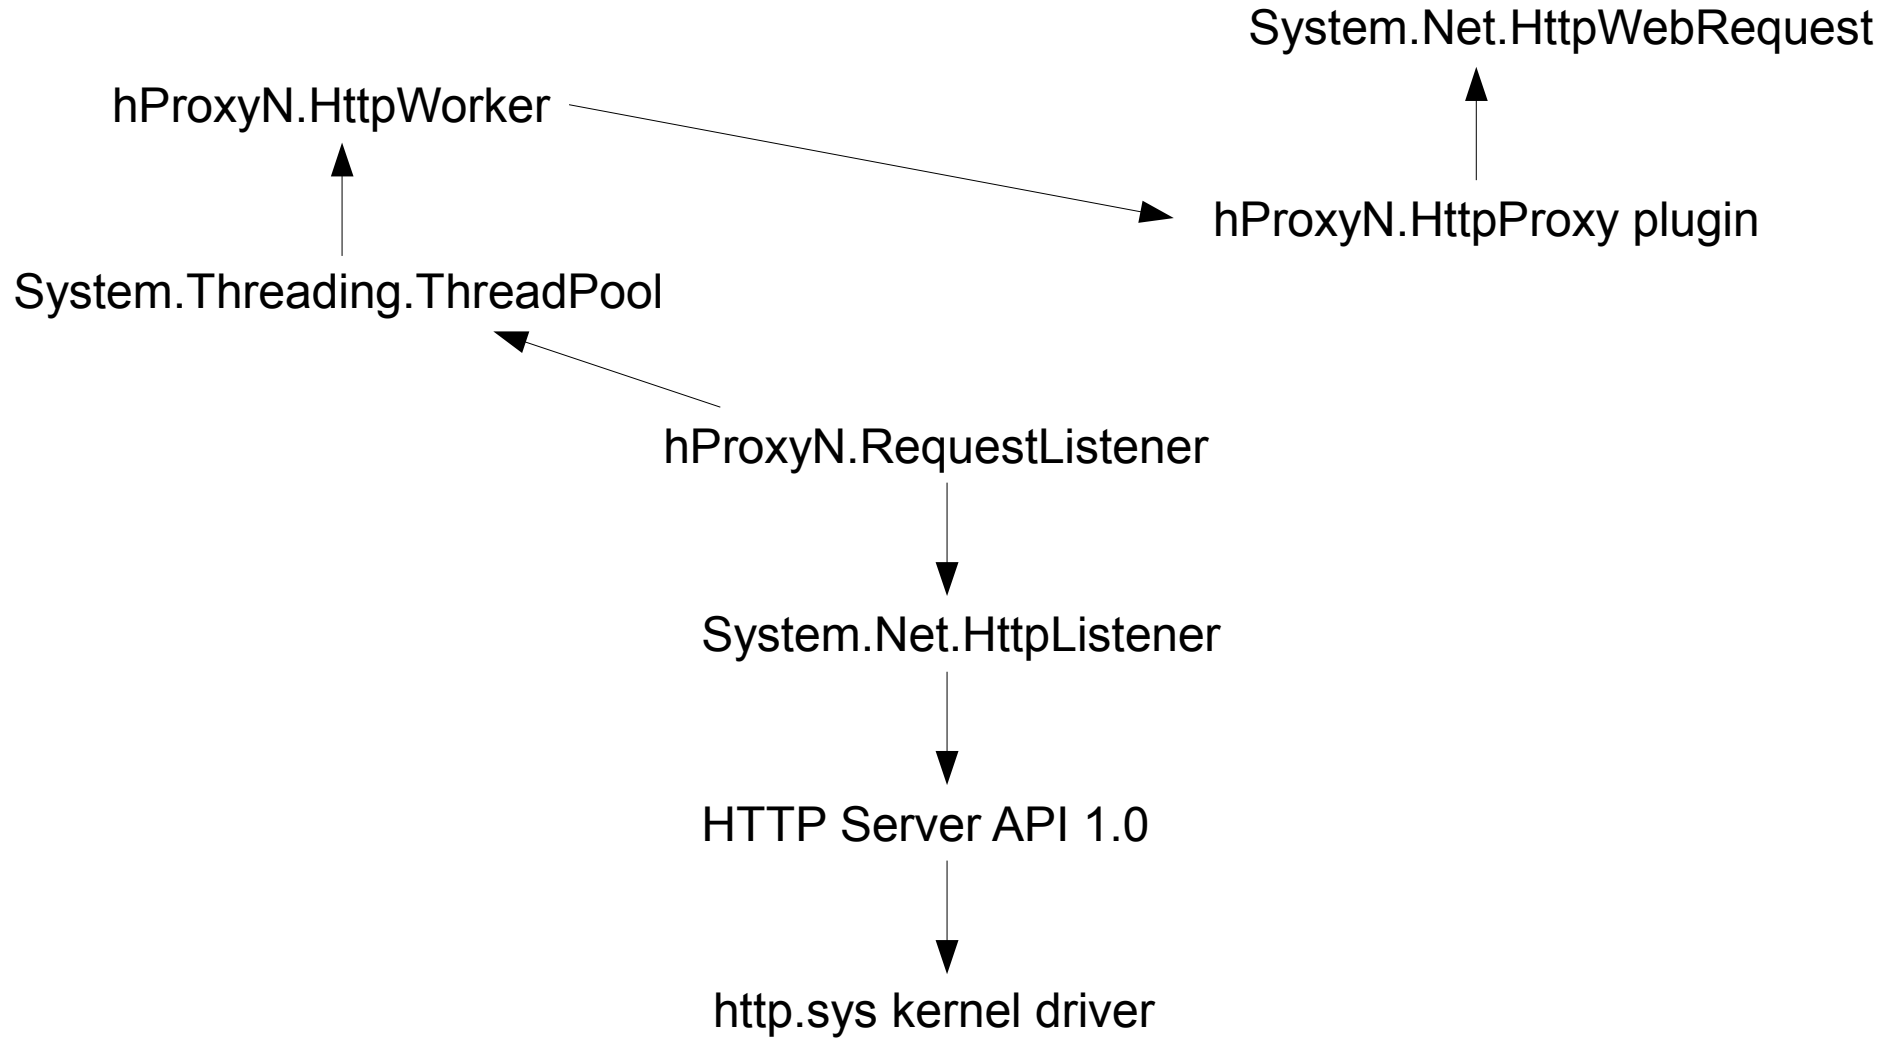 System.Net.HttpWebRequest
hProxyN.HttpWorker
hProxyN.HttpProxy plugin
System.Threading.ThreadPool
hProxyN.RequestListener
System.Net.HttpListener
HTTP Server API 1.0
http.sys kernel driver